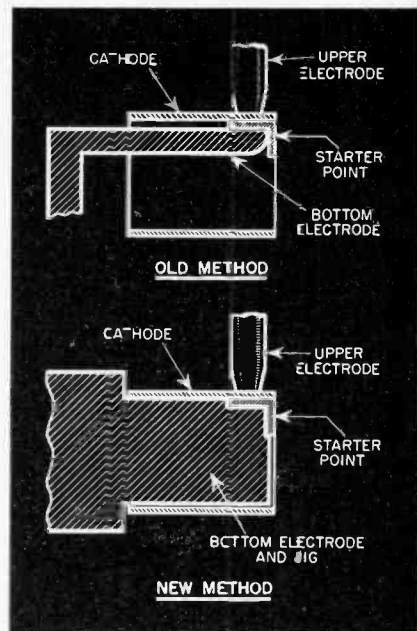 CATHODE
UPPER
ELECTRODE
STARTER
POINT
BOTTOM
ELECTRODE
OLD METHOD
CATHODE
UPPER
ELECTRODE
STARTER
POINT
BOTTOM ELECTRODE
AND JIG
NEW METHOD